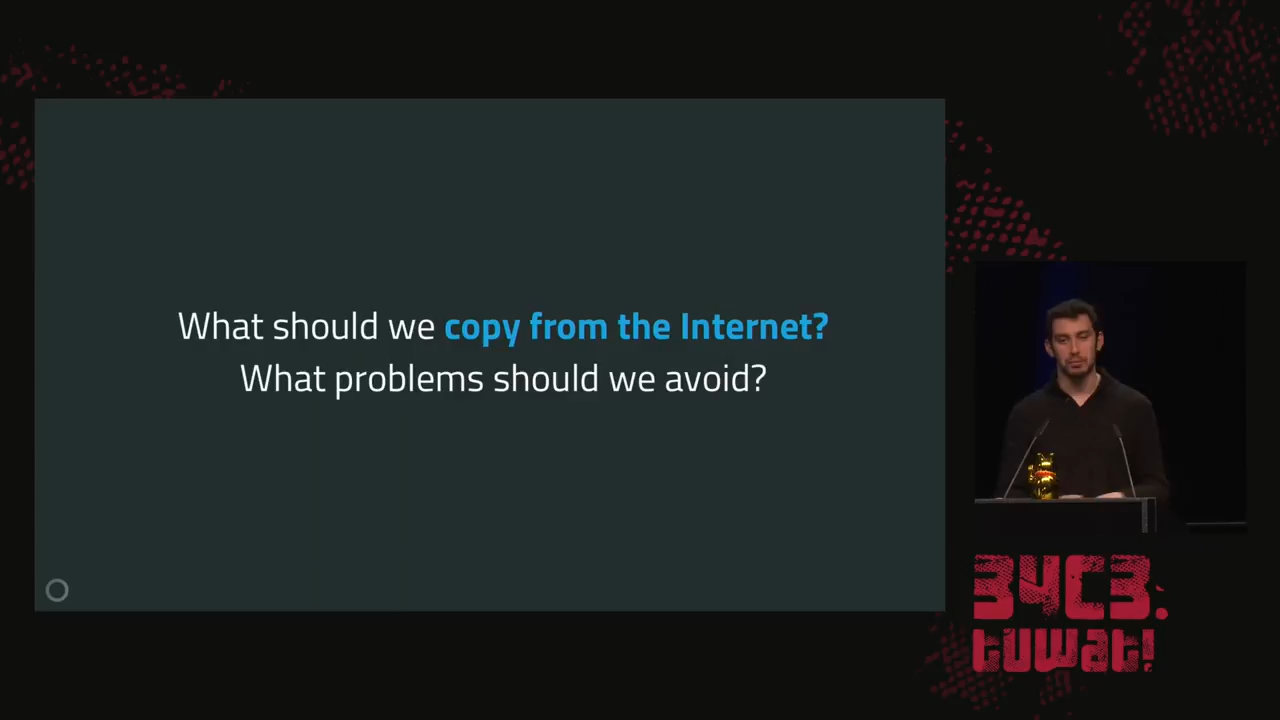 What should we copy from the Internet?
What problems should we avoid?
34C3.
tuwat!